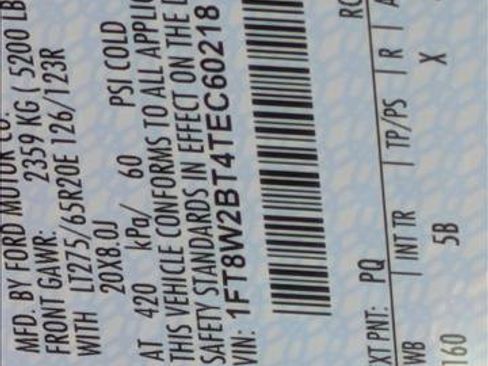 MFD. BY FORD MOTOR CO.
FRONT GAWR: 2359 KG ( 5200 LB
WITH LT275/65R20E 126/123R
20X8.0J
AT 420 kPa/ 60 PSI COLD
THIS VEHICLE CONFORMS TO ALL APPLIC
SAFETY STANDARDS IN EFFECT ON THE D
VIN: 1FT8W2BT4TEC60218
XT PNT: PQ RC
WB INT TR TP/PS R A
160 5B X